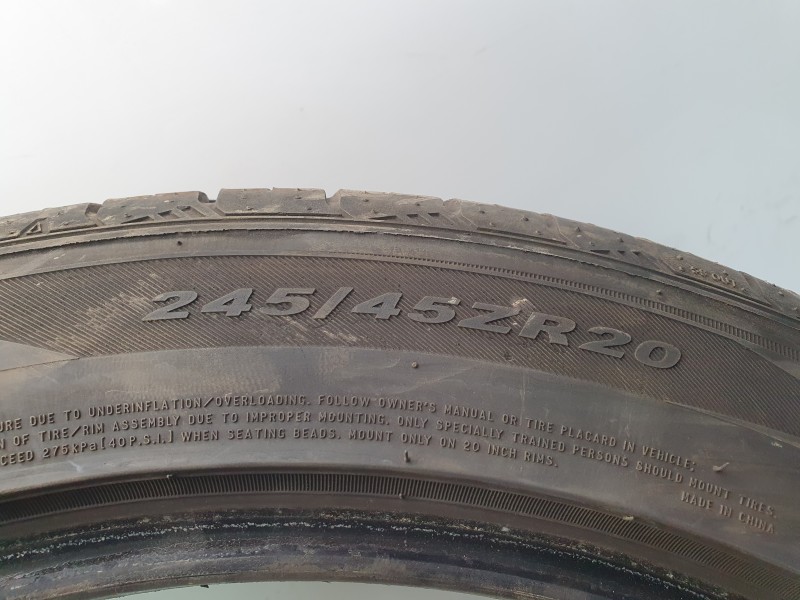 245/45ZR20
URE DUE TO UNDERINFLATION/OVERLOADING. FOLLOW OWNER'S MANUAL OR TIRE PLACARD IN VEHICLE;
N OF TIRE/RIM ASSEMBLY DUE TO IMPROPER MOUNTING. ONLY SPECIALLY TRAINED PERSONS SHOULD MOUNT TIRES.
CEED 275kPa[40P.S.I.] WHEN SEATING BEADS. MOUNT ONLY ON 20 INCH RIMS.
MADE IN CHINA